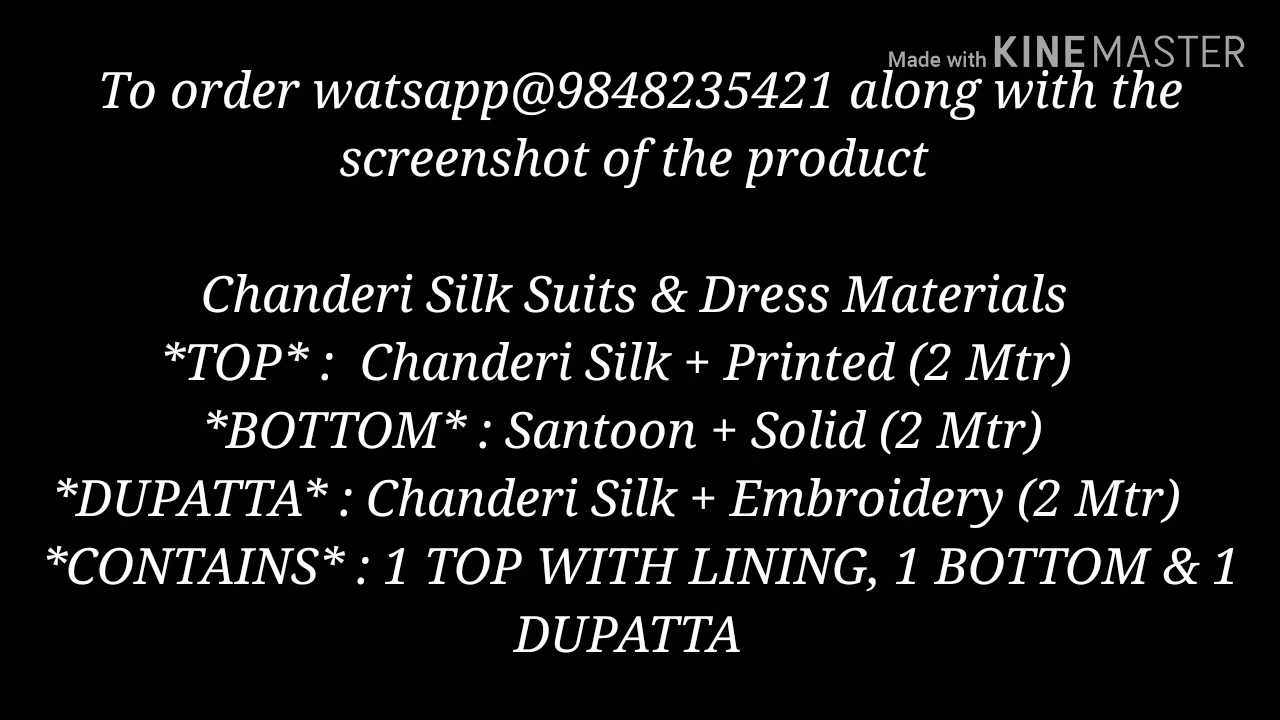 Made with KINEMASTER
To order watsapp@9848235421 along with the
screenshot of the product
Chanderi Silk Suits & Dress Materials
*TOP* : Chanderi Silk + Printed (2 Mtr)
*BOTTOM* : Santoon + Solid (2 Mtr)
*DUPATTA* : Chanderi Silk + Embroidery (2 Mtr)
*CONTAINS* : 1 TOP WITH LINING, 1 BOTTOM & 1
DUPATTA